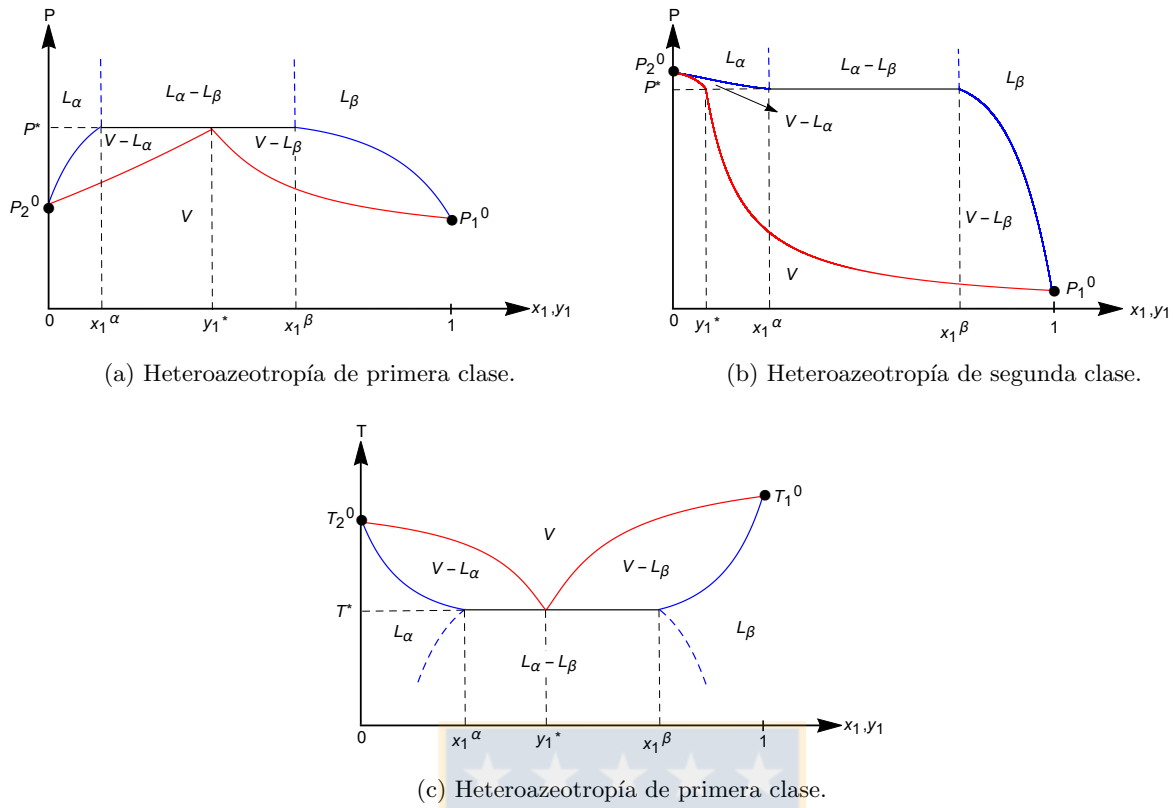 P
L_α
L_α – L_β
L_β
P*
V – L_α
V – L_β
P_2^0
V
P_1^0
0
x_1^α
y_1*
x_1^β
1
x_1,y_1
(a) Heteroazeotropía de primera clase.
P
P_2^0
L_α
L_α – L_β
L_β
P*
V – L_α
V – L_β
V
P_1^0
0
y_1*
x_1^α
x_1^β
1
x_1,y_1
(b) Heteroazeotropía de segunda clase.
T
T_1^0
T_2^0
V
V – L_α
V – L_β
T*
L_α
L_α – L_β
L_β
0
x_1^α
y_1*
x_1^β
1
x_1,y_1
(c) Heteroazeotropía de primera clase.